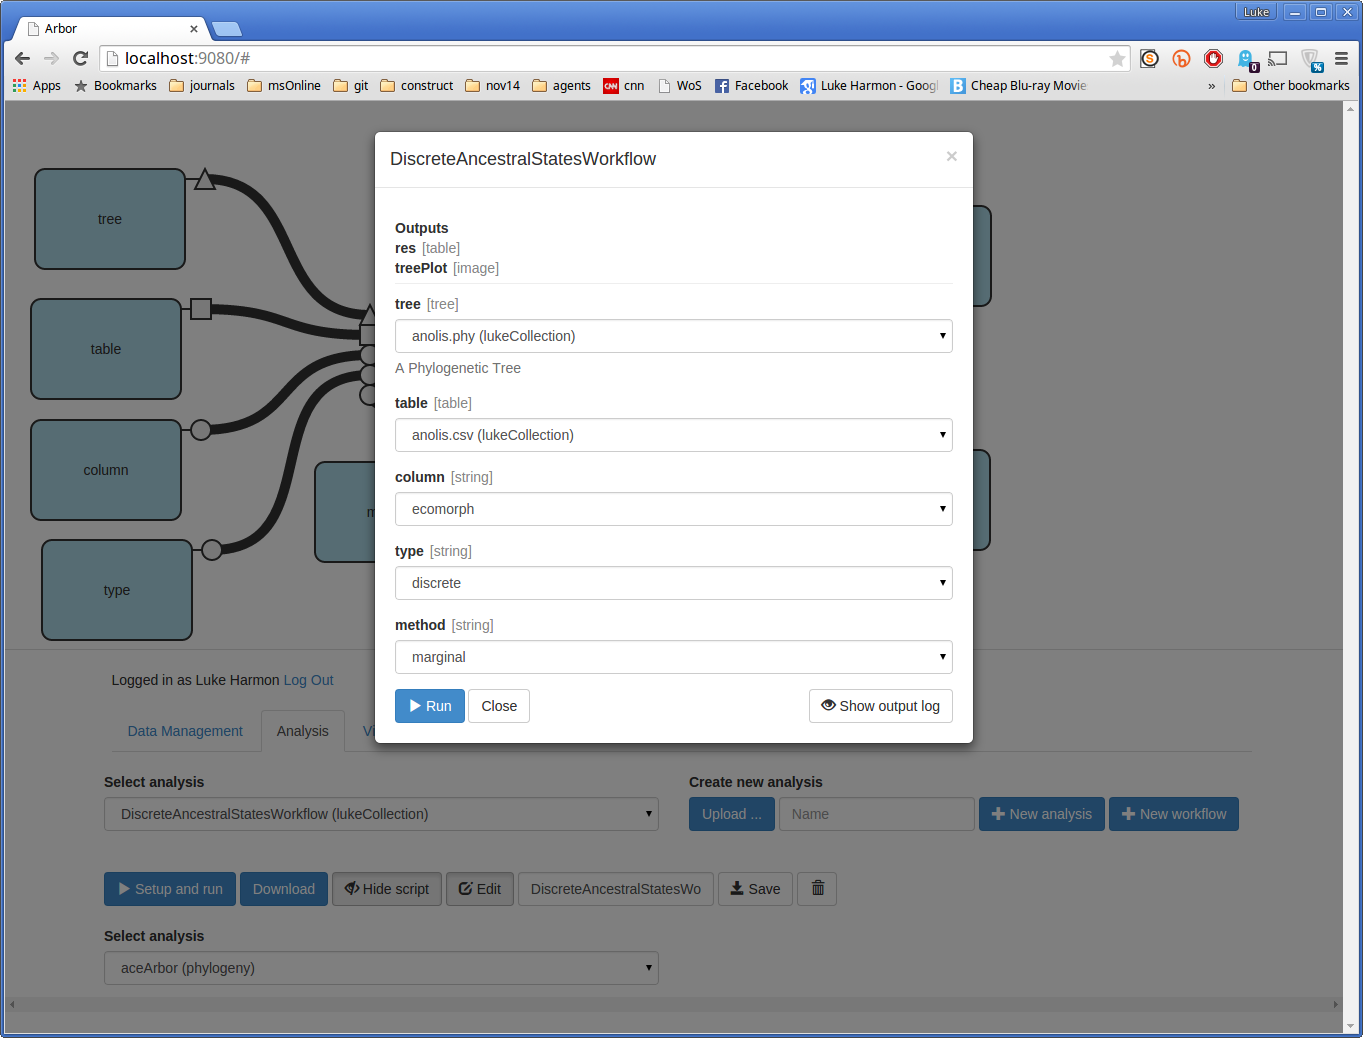 Luke
Arbor
localhost:9080/#
0
%
Apps Bookmarks journals msOnline git construct nov14 agents CNN cnn WoS Facebook Luke Harmon - Goog Cheap Blu-ray Movie » Other bookmarks
DiscreteAncestralStatesWorkflow ×
Outputs
res [table]
treePlot [image]
tree [tree]
anolis.phy (lukeCollection)
A Phylogenetic Tree
table [table]
anolis.csv (lukeCollection)
column [string]
ecomorph
type [string]
discrete
method [string]
marginal
Run Close Show output log
tree
table
column
m
type
Logged in as Luke Harmon Log Out
Data Management Analysis Vi
Select analysis Create new analysis
DiscreteAncestralStatesWorkflow (lukeCollection) Upload ... Name New analysis New workflow
Setup and run Download Hide script Edit DiscreteAncestralStatesWo Save
Select analysis
aceArbor (phylogeny)